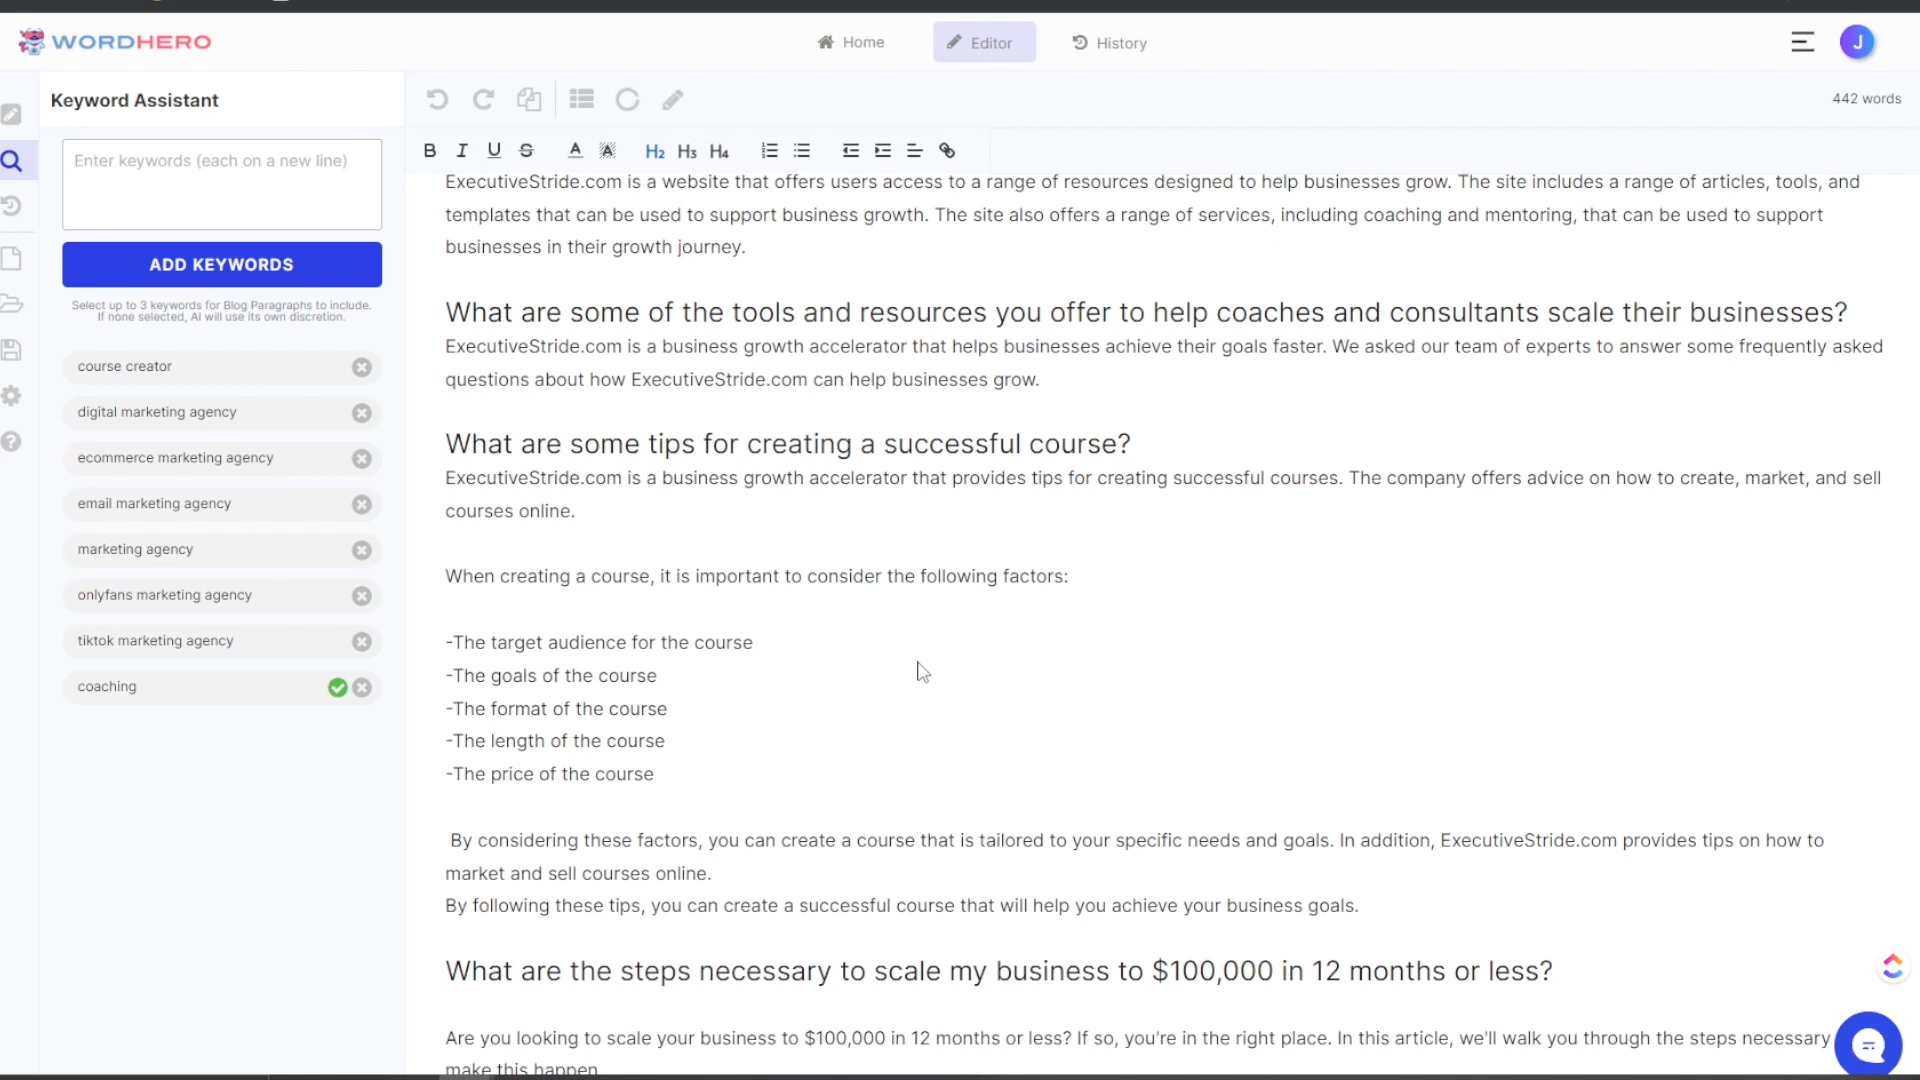 WORDHERO
Home
Editor
History
J
Keyword Assistant
442 words
Enter keywords (each on a new line)
ADD KEYWORDS
Select up to 3 keywords for Blog Paragraphs to include.
If none selected, AI will use its own discretion.
course creator
digital marketing agency
ecommerce marketing agency
email marketing agency
marketing agency
onlyfans marketing agency
tiktok marketing agency
coaching
B I U S A A H2 H3 H4
ExecutiveStride.com is a website that offers users access to a range of resources designed to help businesses grow. The site includes a range of articles, tools, and
templates that can be used to support business growth. The site also offers a range of services, including coaching and mentoring, that can be used to support
businesses in their growth journey.
What are some of the tools and resources you offer to help coaches and consultants scale their businesses?
ExecutiveStride.com is a business growth accelerator that helps businesses achieve their goals faster. We asked our team of experts to answer some frequently asked
questions about how ExecutiveStride.com can help businesses grow.
What are some tips for creating a successful course?
ExecutiveStride.com is a business growth accelerator that provides tips for creating successful courses. The company offers advice on how to create, market, and sell
courses online.
When creating a course, it is important to consider the following factors:
-The target audience for the course
-The goals of the course
-The format of the course
-The length of the course
-The price of the course
By considering these factors, you can create a course that is tailored to your specific needs and goals. In addition, ExecutiveStride.com provides tips on how to
market and sell courses online.
By following these tips, you can create a successful course that will help you achieve your business goals.
What are the steps necessary to scale my business to $100,000 in 12 months or less?
Are you looking to scale your business to $100,000 in 12 months or less? If so, you're in the right place. In this article, we'll walk you through the steps necessary
make this happen